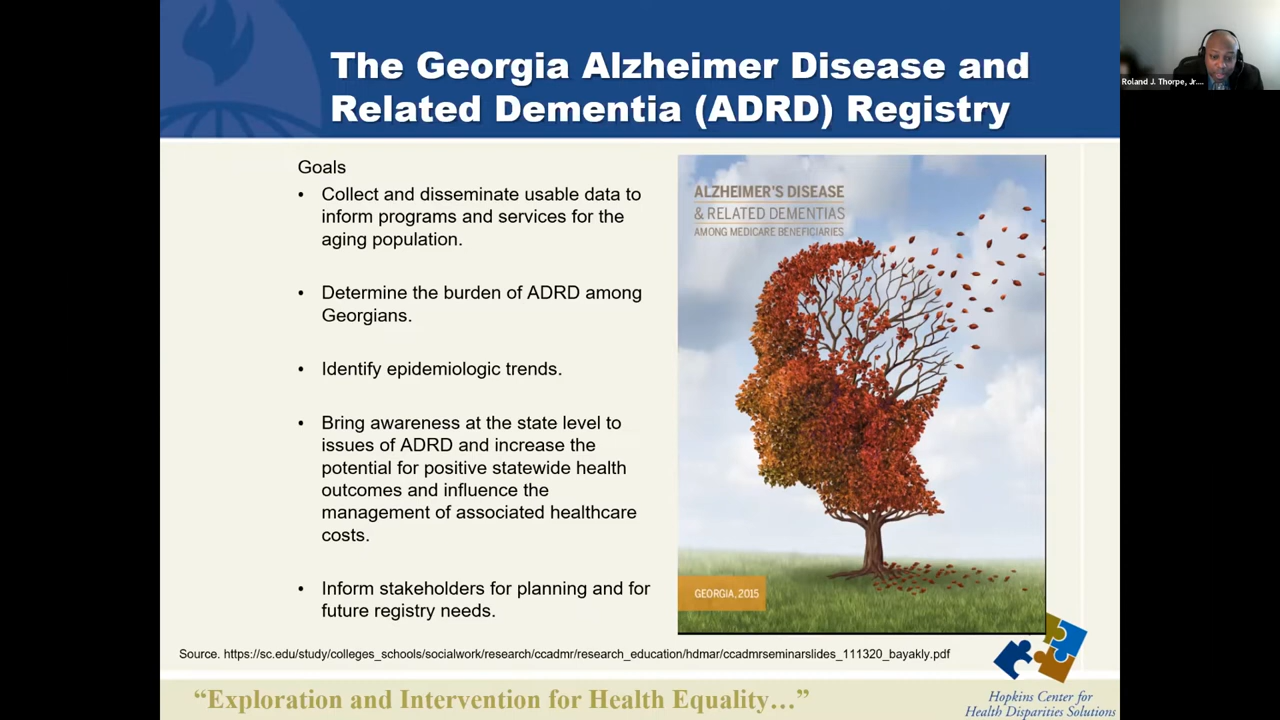 The Georgia Alzheimer Disease and
Related Dementia (ADRD) Registry
Roland J. Thorpe, Jr....
Goals
• Collect and disseminate usable data to
inform programs and services for the
aging population.
• Determine the burden of ADRD among
Georgians.
• Identify epidemiologic trends.
• Bring awareness at the state level to
issues of ADRD and increase the
potential for positive statewide health
outcomes and influence the
management of associated healthcare
costs.
• Inform stakeholders for planning and for
future registry needs.
ALZHEIMER'S DISEASE
& RELATED DEMENTIAS
AMONG MEDICARE BENEFICIARIES
GEORGIA, 2015
Source. https://sc.edu/study/colleges_schools/socialwork/research/ccadmr/research_education/hdmar/ccadmrseminarslides_111320_bayakly.pdf
“Exploration and Intervention for Health Equality…”
Hopkins Center for
Health Disparities Solutions